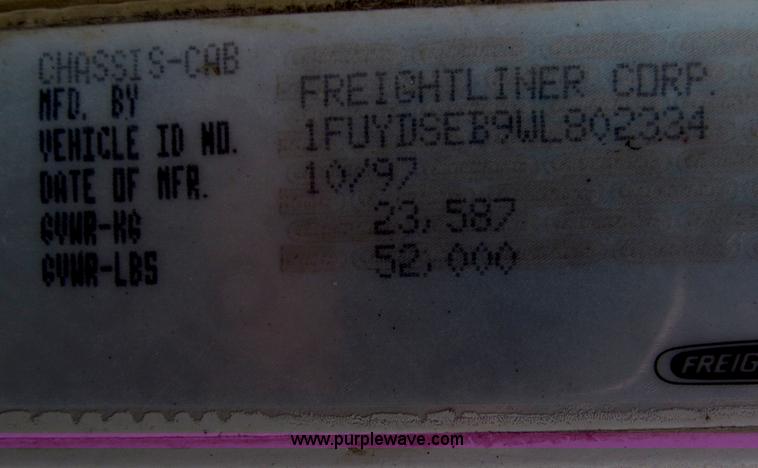 CHASSIS-CAB
MFD. BY FREIGHTLINER CORP.
VEHICLE ID NO. 1FUYDSEB9WL802334
DATE OF MFR. 10/97
GVWR-KG 23,587
GVWR-LBS 52,000
FREIG
www.purplewave.com